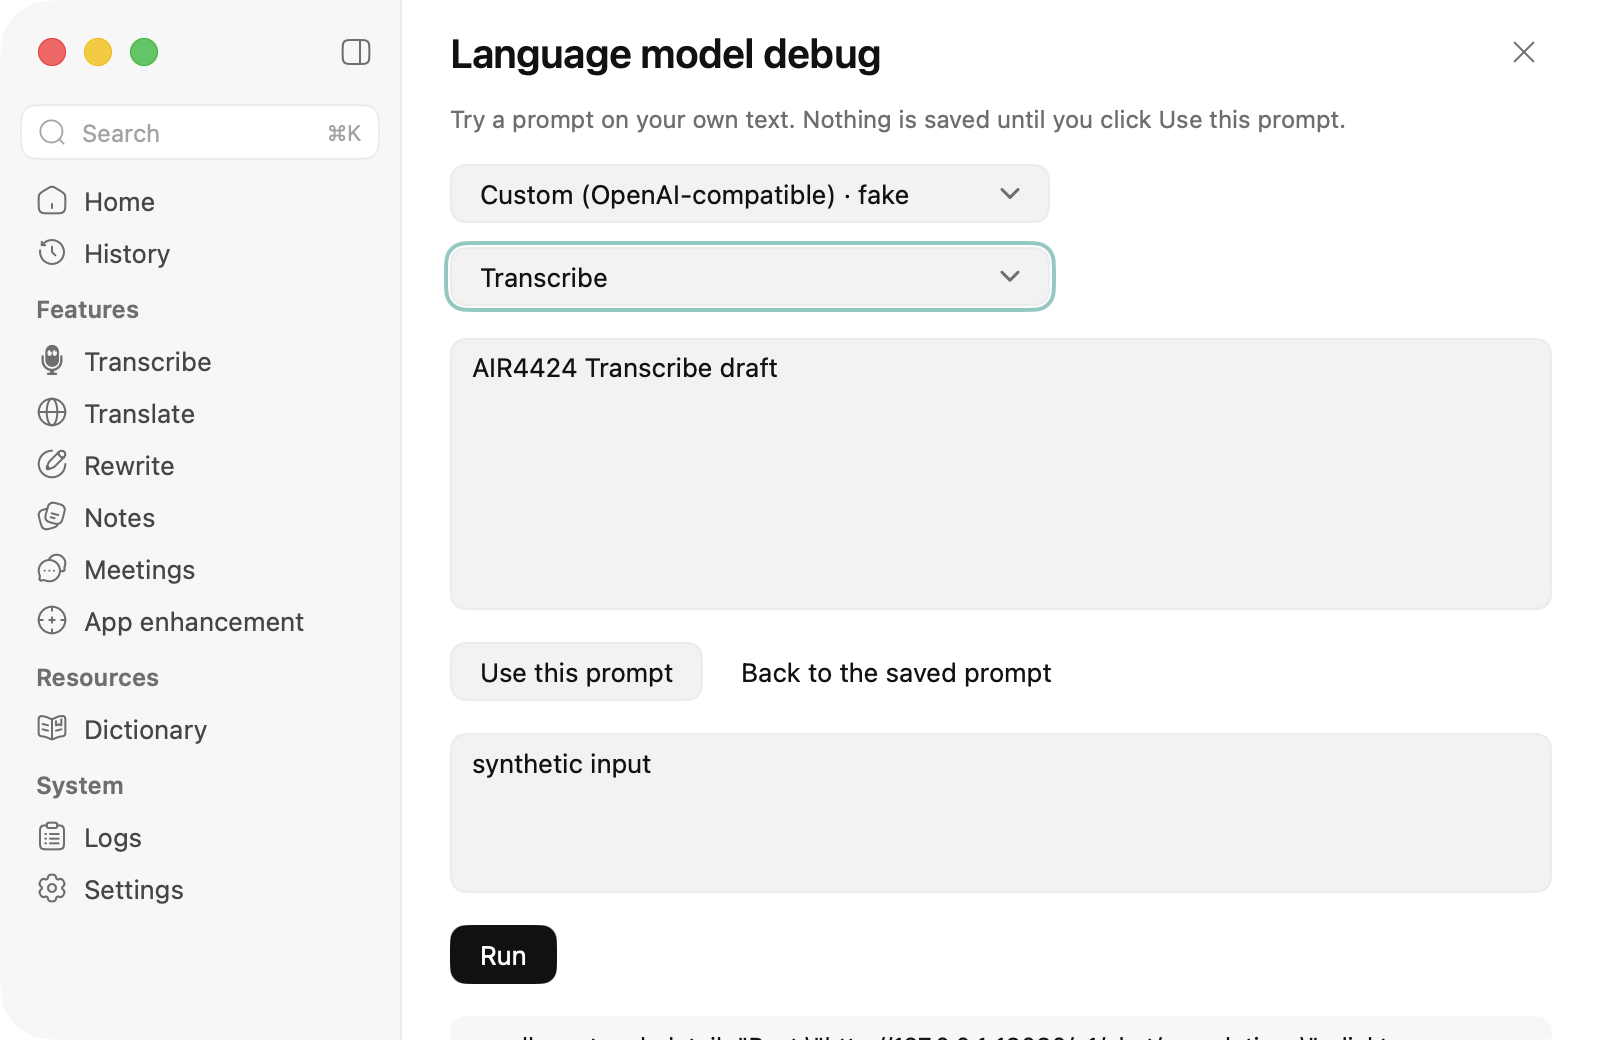 Search ⌘K
Home
History
Features
Transcribe
Translate
Rewrite
Notes
Meetings
App enhancement
Resources
Dictionary
System
Logs
Settings
Language model debug
Try a prompt on your own text. Nothing is saved until you click Use this prompt.
Custom (OpenAI-compatible) · fake
Transcribe
AIR4424 Transcribe draft
Use this prompt Back to the saved prompt
synthetic input
Run